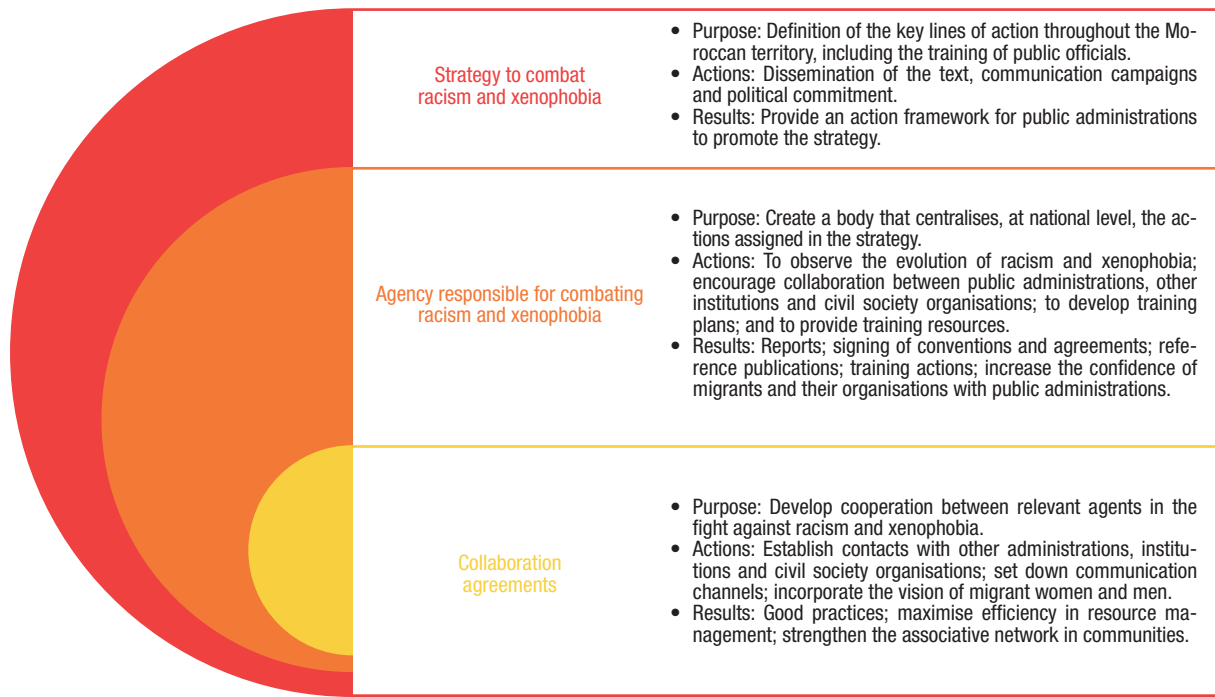 Strategy to combat
racism and xenophobia
• Purpose: Definition of the key lines of action throughout the Mo-
roccan territory, including the training of public officials.
• Actions: Dissemination of the text, communication campaigns
and political commitment.
• Results: Provide an action framework for public administrations
to promote the strategy.
Agency responsible for combating
racism and xenophobia
• Purpose: Create a body that centralises, at national level, the ac-
tions assigned in the strategy.
• Actions: To observe the evolution of racism and xenophobia;
encourage collaboration between public administrations, other
institutions and civil society organisations; to develop training
plans; and to provide training resources.
• Results: Reports; signing of conventions and agreements; refe-
rence publications; training actions; increase the confidence of
migrants and their organisations with public administrations.
Collaboration
agreements
• Purpose: Develop cooperation between relevant agents in the
fight against racism and xenophobia.
• Actions: Establish contacts with other administrations, institu-
tions and civil society organisations; set down communication
channels; incorporate the vision of migrant women and men.
• Results: Good practices; maximise efficiency in resource ma-
nagement; strengthen the associative network in communities.